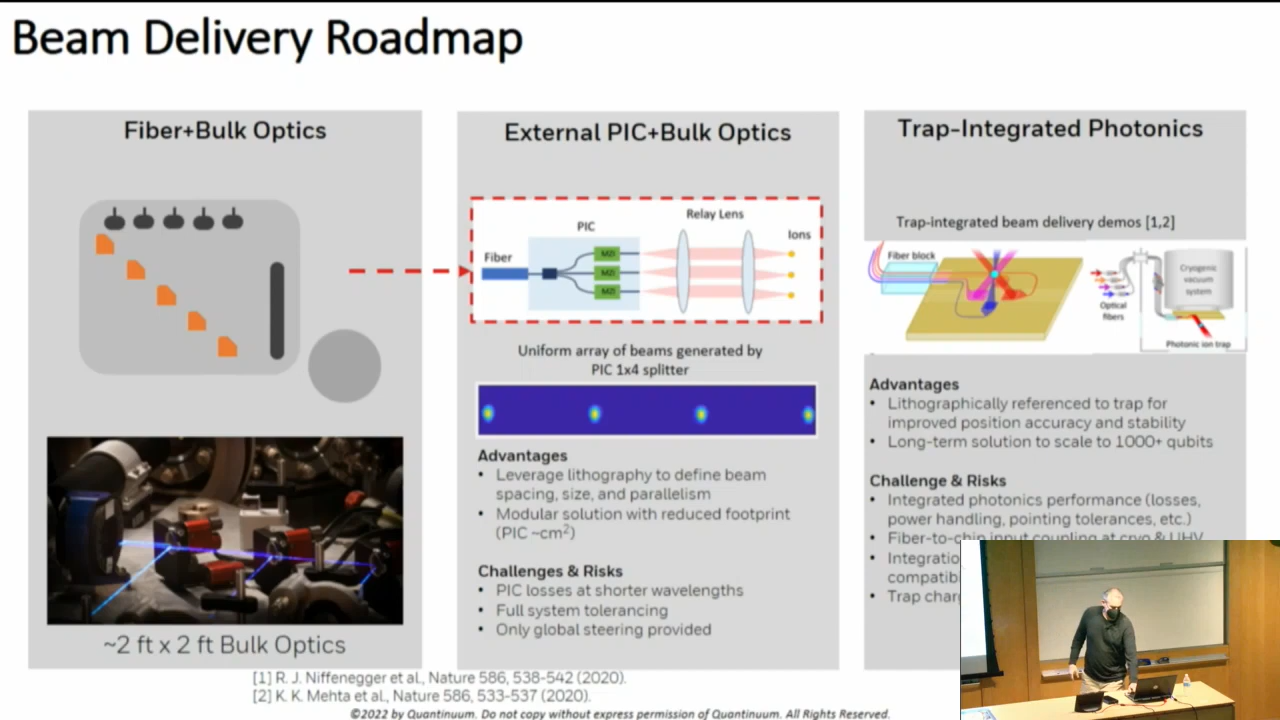 Beam Delivery Roadmap
Fiber+Bulk Optics
~2 ft x 2 ft Bulk Optics
External PIC+Bulk Optics
Relay Lens
PIC
Ions
Fiber
MZI
MZI
MZI
Uniform array of beams generated by
PIC 1x4 splitter
Advantages
• Leverage lithography to define beam
spacing, size, and parallelism
• Modular solution with reduced footprint
(PIC ~cm²)
Challenges & Risks
• PIC losses at shorter wavelengths
• Full system tolerancing
• Only global steering provided
Trap-Integrated Photonics
Trap-integrated beam delivery demos [1,2]
Fiber block
Optical
fibers
Cryogenic
vacuum
system
Photonic ion trap
Advantages
• Lithographically referenced to trap for
improved position accuracy and stability
• Long-term solution to scale to 1000+ qubits
Challenge & Risks
• Integrated photonics performance (losses,
power handling, pointing tolerances, etc.)
• Fiber-to-chip input coupling at cryo & UHV
•
• Trap
[1] R. J. Niffenegger et al., Nature 586, 538-542 (2020).
[2] K. K. Mehta et al., Nature 586, 533-537 (2020).
©2022 by Quantinuum. Do not copy without express permission of Quantinuum. All Rights Reserved.